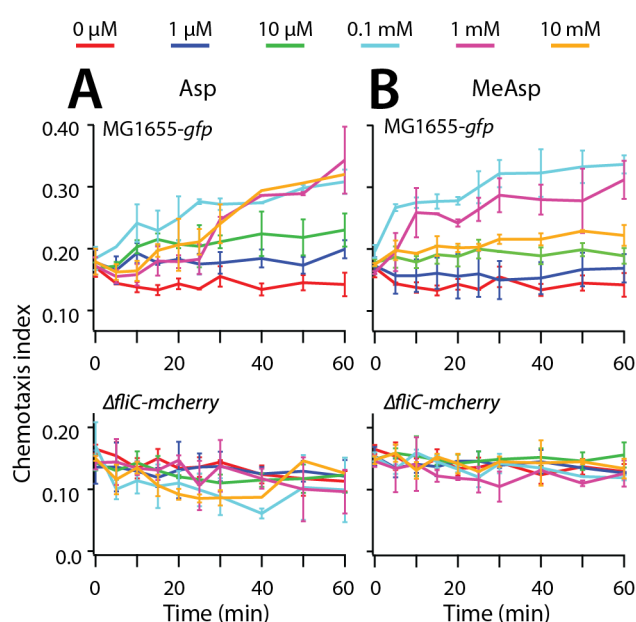 0 µM 1 µM 10 µM 0.1 mM 1 mM 10 mM
A Asp B MeAsp
MG1655-gfp MG1655-gfp
0.40
0.30
0.20
0.10
0 20 40 60 0 20 40 60
ΔfliC-mcherry ΔfliC-mcherry
0.20
0.10
0.0
0 20 40 60 0 20 40 60
Time (min) Time (min)
Chemotaxis index